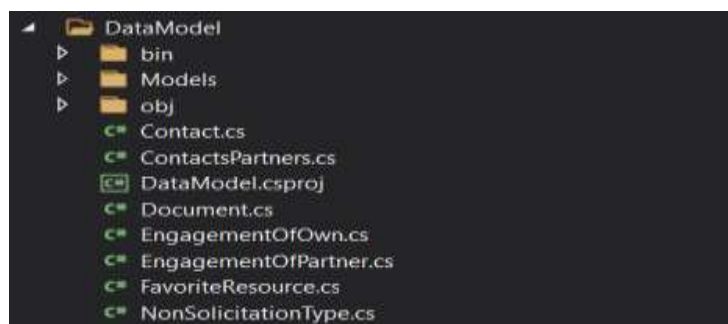 DataModel
bin
Models
obj
C# Contact.cs
C# ContactsPartners.cs
C# DataModel.csproj
C# Document.cs
C# EngagementOfOwn.cs
C# EngagementOfPartner.cs
C# FavoriteResource.cs
C# NonSolicitationType.cs